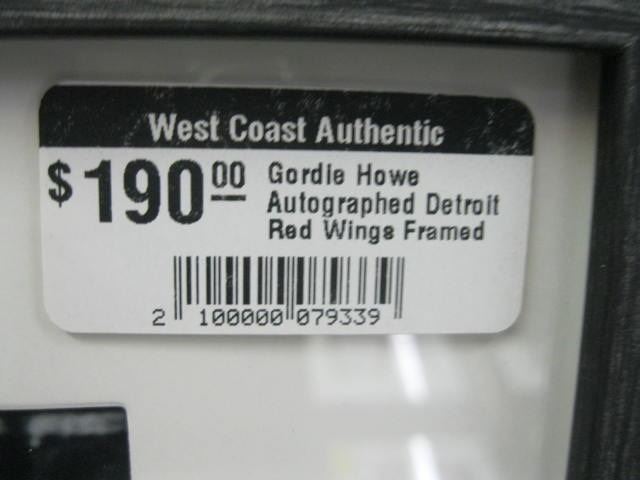 West Coast Authentic
$190.00 Gordie Howe
Autographed Detroit
Red Wings Framed
2 100000 079339